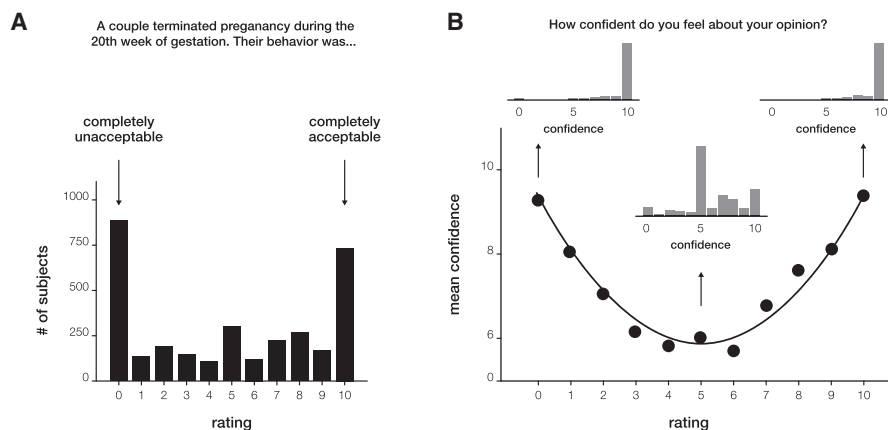 A
A couple terminated preganancy during the
20th week of gestation. Their behavior was...
completely
unacceptable
completely
acceptable
# of subjects
1000
750
500
250
0
0 1 2 3 4 5 6 7 8 9 10
rating
B
How confident do you feel about your opinion?
0 5 10
confidence
0 5 10
confidence
0 5 10
confidence
mean confidence
10
8
6
0
0 1 2 3 4 5 6 7 8 9 10
rating